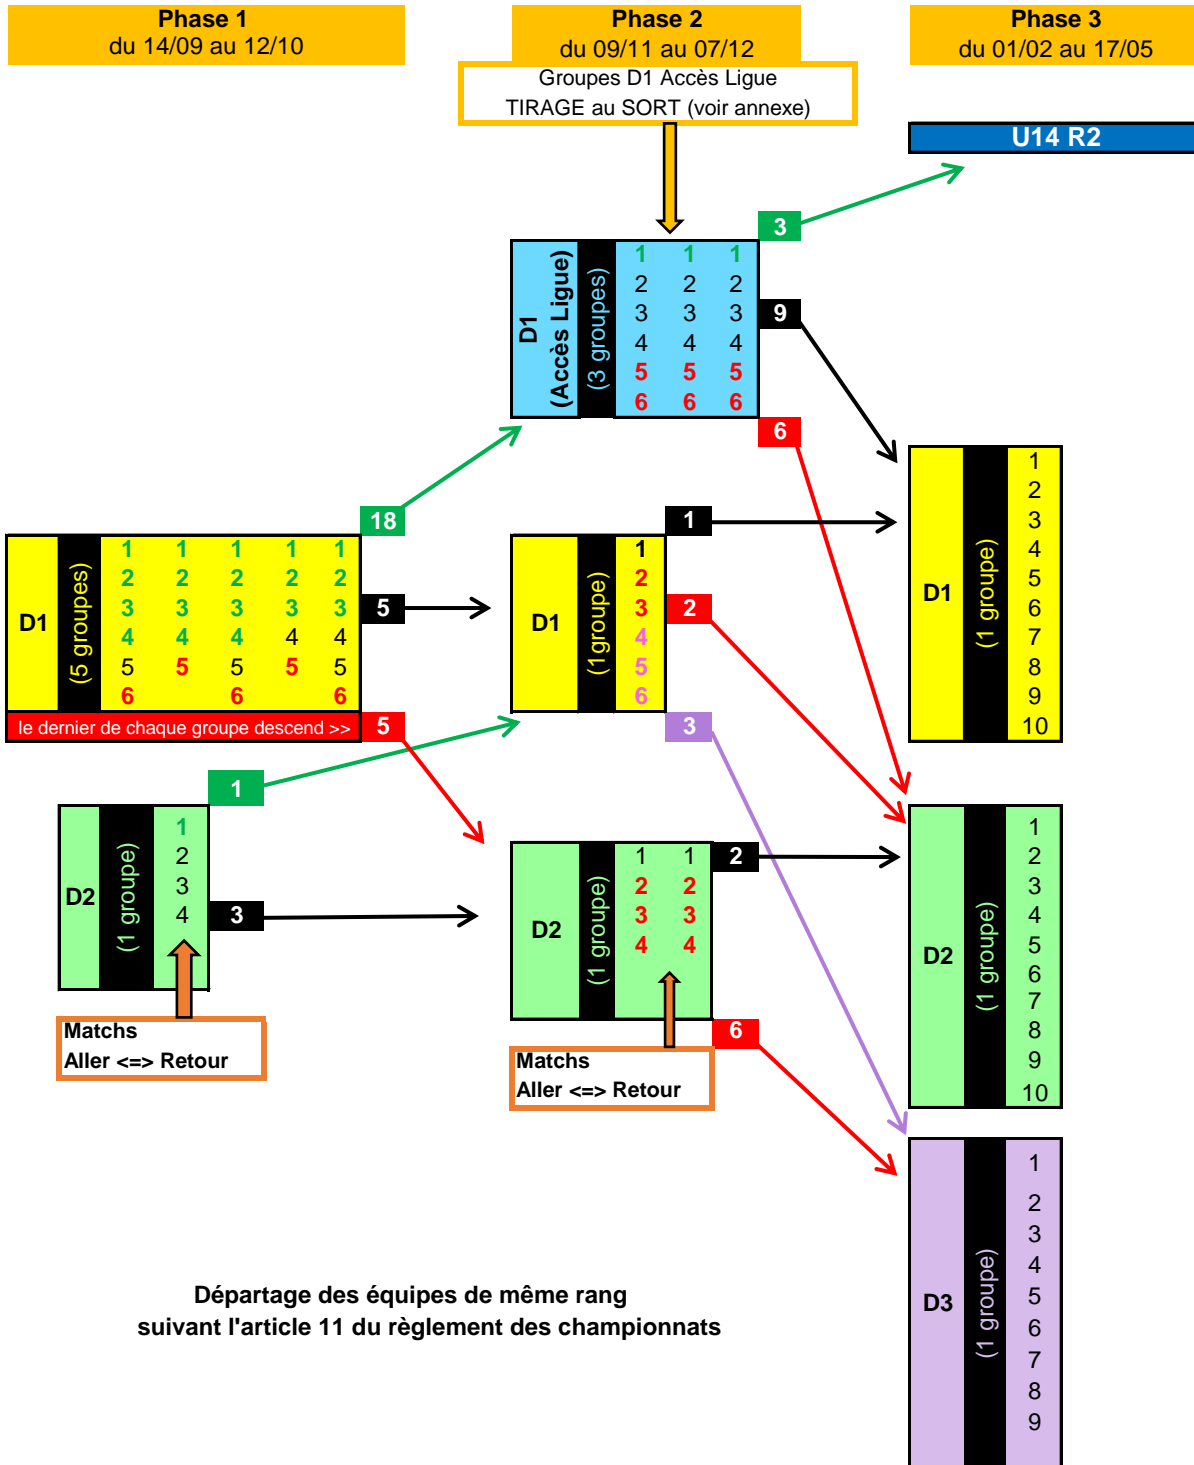 Phase 1
du 14/09 au 12/10
Phase 2
du 09/11 au 07/12
Phase 3
du 01/02 au 17/05
Groupes D1 Accès Ligue
TIRAGE au SORT (voir annexe)
U14 R2
3
D1
(Accès Ligue)
(3 groupes)
1 1 1
2 2 2
3 3 3
4 4 4
5 5 5
6 6 6
9
6
18
D1
(5 groupes)
1 1 1 1 1
2 2 2 2 2
3 3 3 3 3
4 4 4 4 4
5 5 5 5 5
6 6 6
5
le dernier de chaque groupe descend >>
5
1
D1
(1groupe)
1
2
3
4
5
6
2
3
D1
(1 groupe)
1
2
3
4
5
6
7
8
9
10
1
D2
(1 groupe)
1
2
3
4
3
Matchs
Aller <=> Retour
D2
(1 groupe)
1 1
2 2
3 3
4 4
2
6
Matchs
Aller <=> Retour
D2
(1 groupe)
1
2
3
4
5
6
7
8
9
10
D3
(1 groupe)
1
2
3
4
5
6
7
8
9
Départage des équipes de même rang
suivant l'article 11 du règlement des championnats